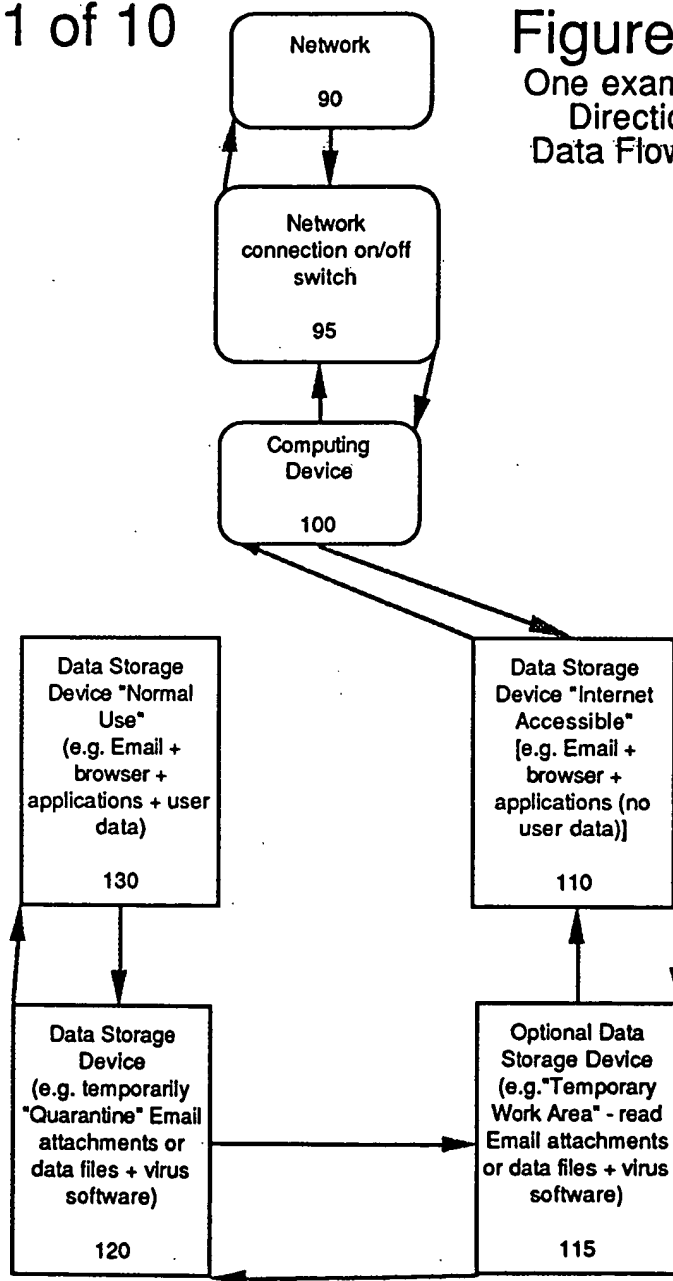 1 of 10
Figure
One exam
Directio
Data Flow
Network
90
Network
connection on/off
switch
95
Computing
Device
100
Data Storage
Device "Normal
Use"
(e.g. Email +
browser +
applications + user
data)
130
Data Storage
Device "Internet
Accessible"
[e.g. Email +
browser +
applications (no
user data)]
110
Data Storage
Device
(e.g. temporarily
"Quarantine" Email
attachments or
data files + virus
software)
120
Optional Data
Storage Device
(e.g."Temporary
Work Area" - read
Email attachments
or data files + virus
software)
115